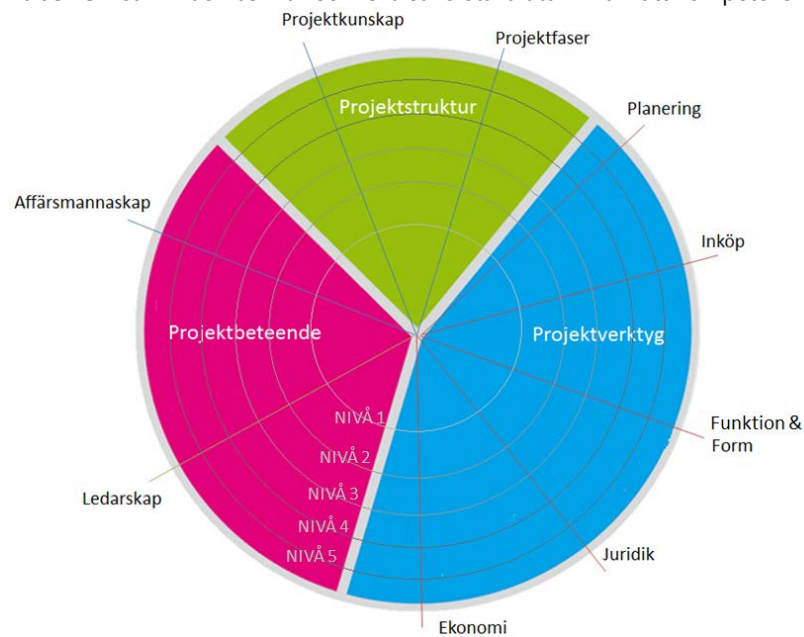 Projektkunskap
Projektfaser
Projektstruktur
Planering
Affärsmannaskap
Inköp
Projektbeteende
Projektverktyg
NIVÅ 1
Funktion &
Form
NIVÅ 2
NIVÅ 3
Ledarskap
NIVÅ 4
NIVÅ 5
Juridik
Ekonomi